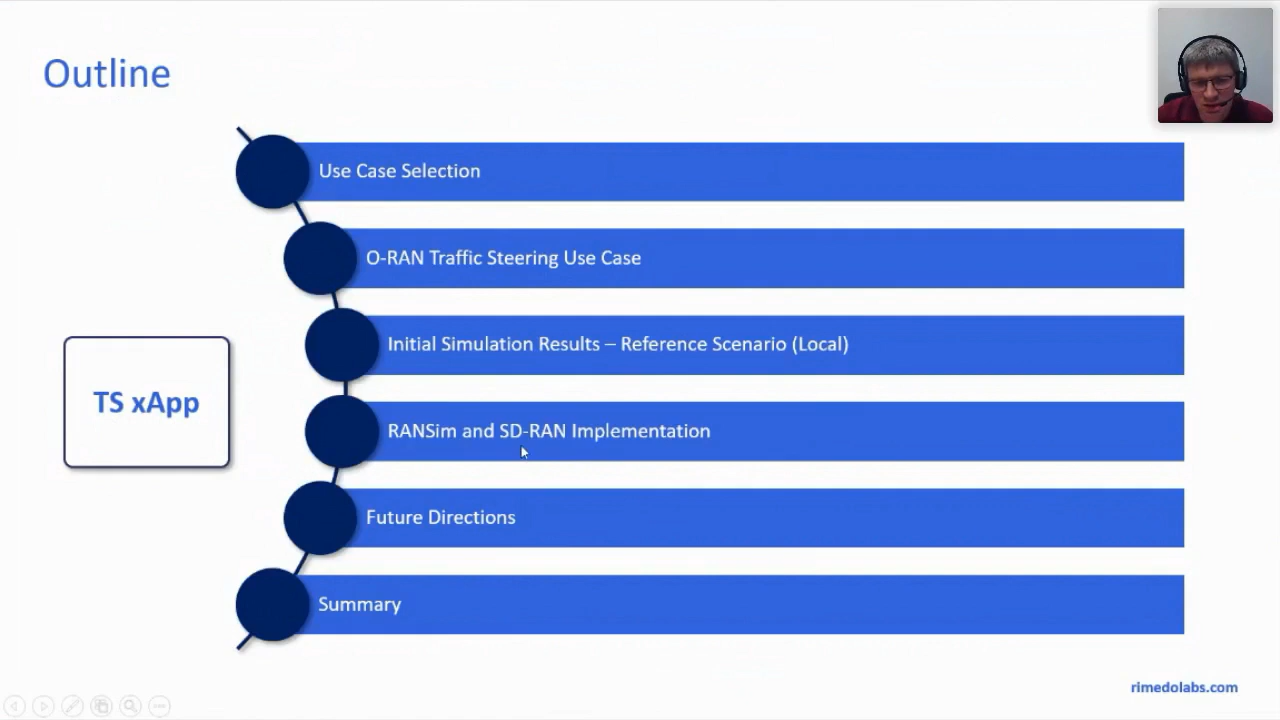 Outline
Use Case Selection
O-RAN Traffic Steering Use Case
Initial Simulation Results – Reference Scenario (Local)
TS xApp
RANSim and SD-RAN Implementation
Future Directions
Summary
rimedolabs.com